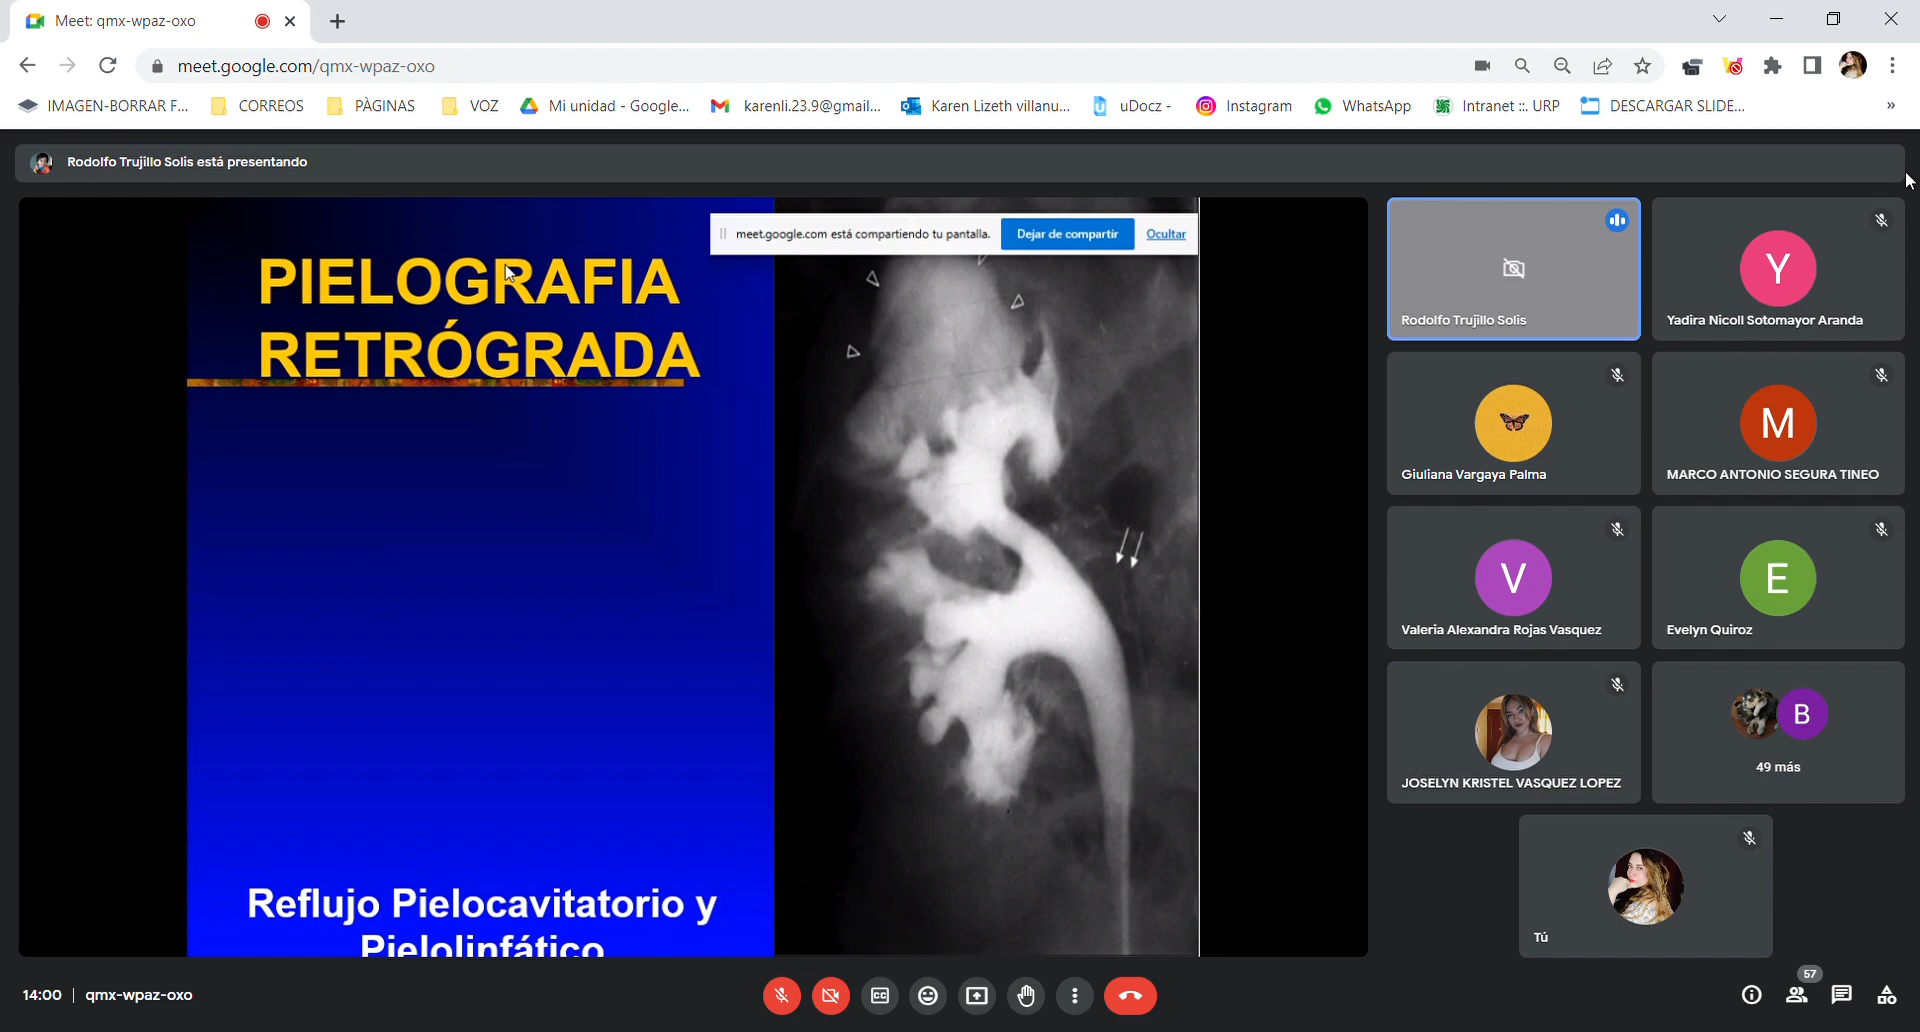 Meet: qmx-wpaz-oxo
meet.google.com/qmx-wpaz-oxo
IMAGEN-BORRAR F... CORREOS PÀGINAS VOZ Mi unidad - Google... karenli.23.9@gmail... Karen Lizeth villanu... uDocz - Instagram WhatsApp Intranet ::. URP DESCARGAR SLIDE... »
Rodolfo Trujillo Solis está presentando
meet.google.com está compartiendo tu pantalla. Dejar de compartir Ocultar
PIELOGRAFIA
RETRÓGRADA
Reflujo Pielocavitatorio y
Pielolinfático
Rodolfo Trujillo Solis
Y
Yadira Nicoll Sotomayor Aranda
Giuliana Vargaya Palma
M
MARCO ANTONIO SEGURA TINEO
V
Valeria Alexandra Rojas Vasquez
E
Evelyn Quiroz
JOSELYN KRISTEL VASQUEZ LOPEZ
B
49 más
Tú
14:00 | qmx-wpaz-oxo
CC
57